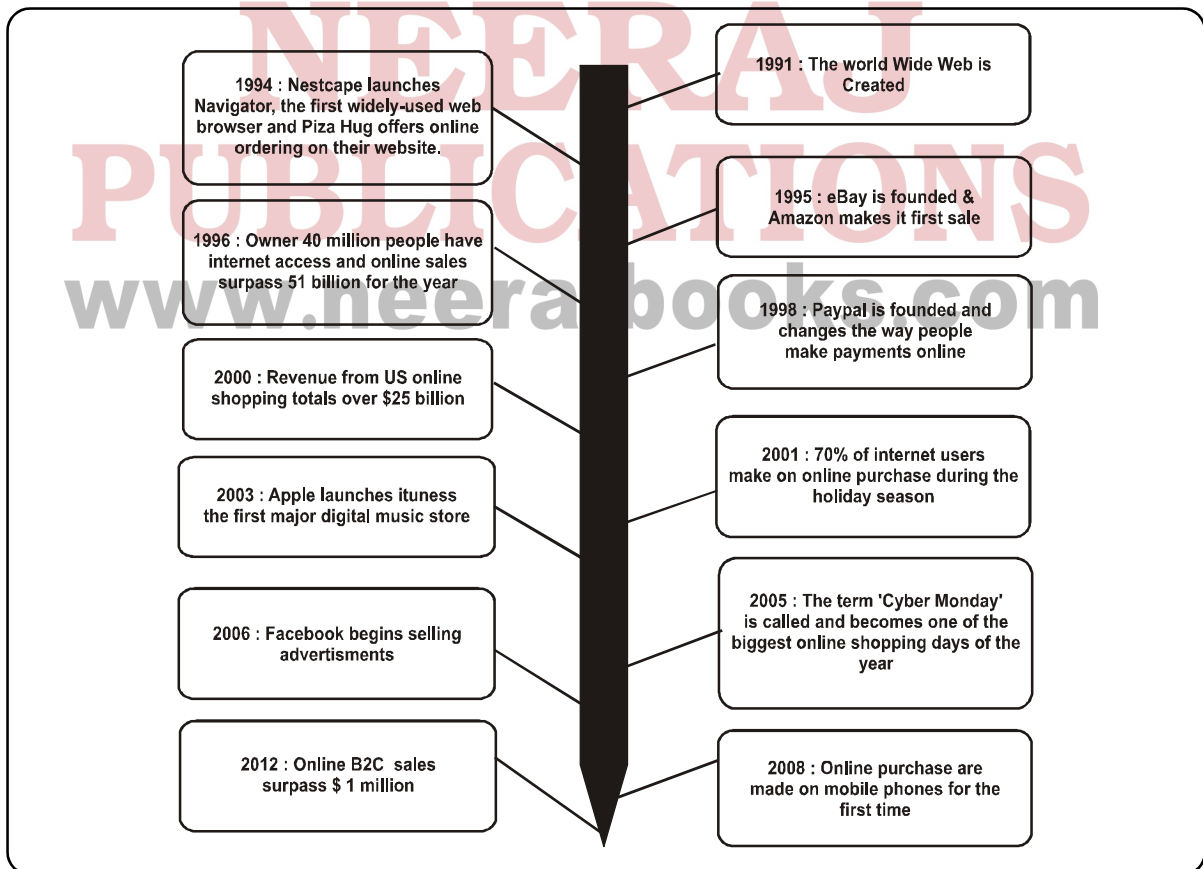 NEERAJ
PUBLICATIONS
www.neerajbooks.com
1991 : The world Wide Web is
Created
1994 : Nestcape launches
Navigator, the first widely-used web
browser and Piza Hug offers online
ordering on their website.
1995 : eBay is founded &
Amazon makes it first sale
1996 : Owner 40 million people have
internet access and online sales
surpass 51 billion for the year
1998 : Paypal is founded and
changes the way people
make payments online
2000 : Revenue from US online
shopping totals over $25 billion
2001 : 70% of internet users
make on online purchase during the
holiday season
2003 : Apple launches ituness
the first major digital music store
2005 : The term 'Cyber Monday'
is called and becomes one of the
biggest online shopping days of the
year
2006 : Facebook begins selling
advertisments
2008 : Online purchase are
made on mobile phones for the
first time
2012 : Online B2C sales
surpass $ 1 million